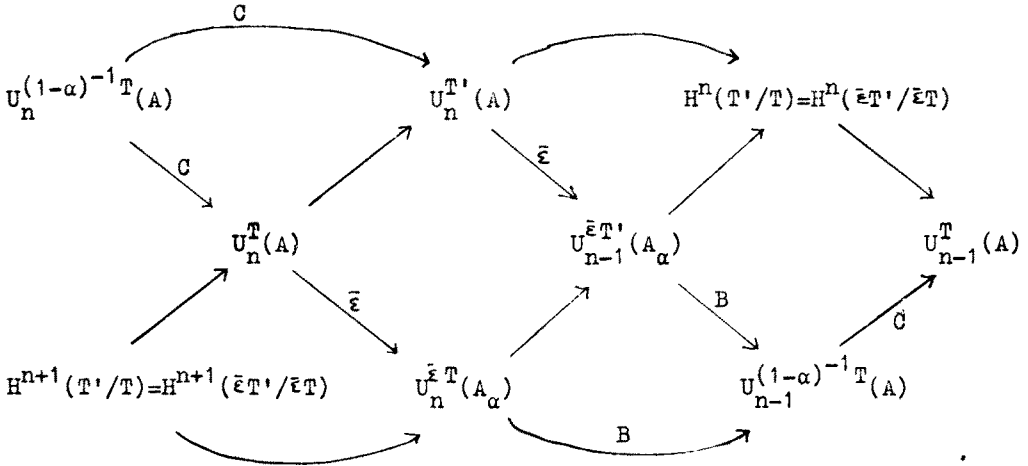 C
U_n^{(1-α)^{-1}T}(A) U_n^{T'}(A) H^n(T'/T)=H^n(ε̄T'/ε̄T)
C ε̄
U_n^T(A) U_{n-1}^{ε̄T'}(A_α) U_{n-1}^T(A)
ε̄ B C
H^{n+1}(T'/T)=H^{n+1}(ε̄T'/ε̄T) U_n^{ε̄T}(A_α) U_{n-1}^{(1-α)^{-1}T}(A)
B